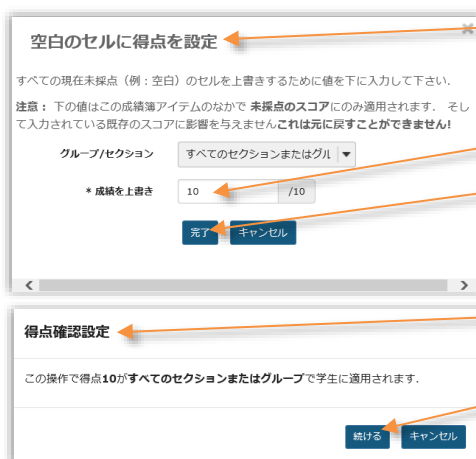 空白のセルに得点を設定
すべての現在未採点（例：空白）のセルを上書きするために値を下に入力して下さい.
注意： 下の値はこの成績簿アイテムのなかで 未採点のスコアにのみ適用されます． そし
て入力されている既存のスコアに影響を与えませんこれは元に戻すことができません!
グループ/セクション すべてのセクションまたはグル
* 成績を上書き 10 /10
完了 キャンセル
得点確認設定
この操作で得点10がすべてのセクションまたはグループで学生に適用されます．
続ける キャンセル